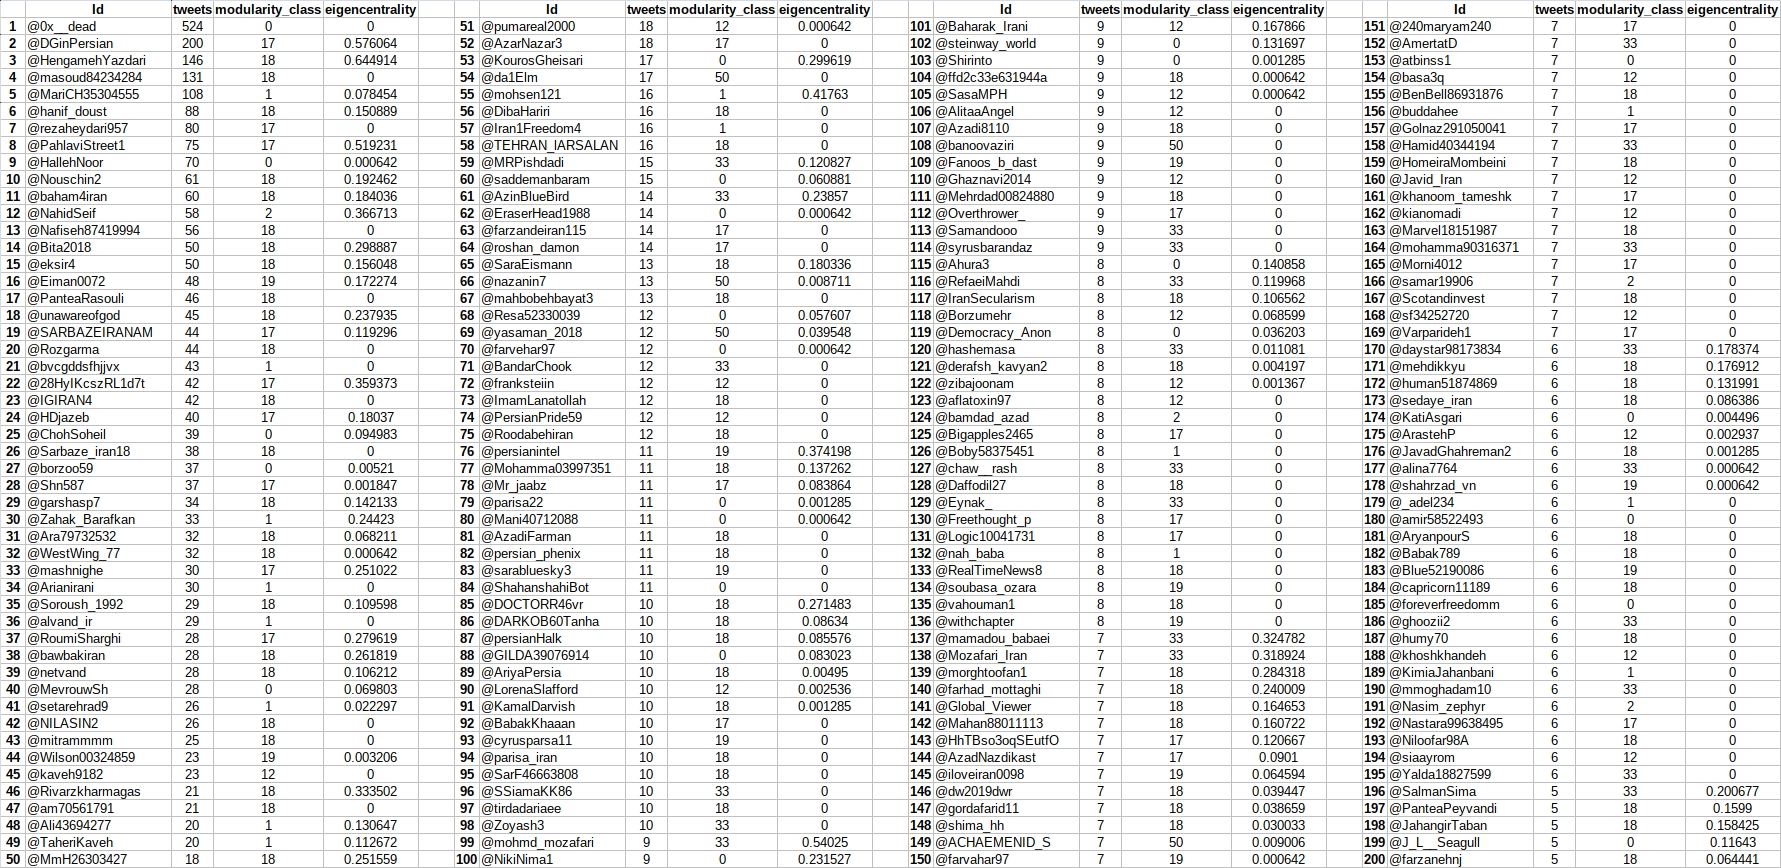 Id tweets modularity_class eigencentrality Id tweets modularity_class eigencentrality Id tweets modularity_class eigencentrality Id tweets modularity_class eigencentrality
1 @0x__dead 524 0 0 51 @pumareal2000 18 12 0.000642 101 @Baharak_Irani 9 12 0.167866 151 @240maryam240 7 17 0
2 @DGinPersian 200 17 0.576064 52 @AzarNazar3 18 17 0 102 @steinway_world 9 0 0.131697 152 @AmertatD 7 33 0
3 @HengamehYazdari 146 18 0.644914 53 @KourosGheisari 17 0 0.299619 103 @Shirinto 9 0 0.001285 153 @atbinss1 7 0 0
4 @masoud84234284 131 18 0 54 @da1Elm 17 50 0 104 @ffd2c33e631944a 9 18 0.000642 154 @basa3q 7 12 0
5 @MariCH35304555 108 1 0.078454 55 @mohsen121 16 1 0.41763 105 @SasaMPH 9 12 0.000642 155 @BenBell86931876 7 18 0
6 @hanif_doust 88 18 0.150889 56 @DibaHariri 16 18 0 106 @AlitaaAngel 9 12 0 156 @buddahee 7 1 0
7 @rezaheydari957 80 17 0 57 @Iran1Freedom4 16 1 0 107 @Azadi8110 9 18 0 157 @Golnaz291050041 7 17 0
8 @PahlaviStreet1 75 17 0.519231 58 @TEHRAN_IARSALAN 16 18 0 108 @banoovaziri 9 50 0 158 @Hamid40344194 7 33 0
9 @HallehNoor 70 0 0.000642 59 @MRPishdadi 15 33 0.120827 109 @Fanoos_b_dast 9 19 0 159 @HomeiraMombeini 7 18 0
10 @Nouschin2 61 18 0.192462 60 @saddemanbaram 15 0 0.060881 110 @Ghaznavi2014 9 12 0 160 @Javid_Iran 7 12 0
11 @baham4iran 60 18 0.184036 61 @AzinBlueBird 14 33 0.23857 111 @Mehrdad00824880 9 18 0 161 @khanoom_tameshk 7 17 0
12 @NahidSeif 58 2 0.366713 62 @EraserHead1988 14 0 0.000642 112 @Overthrower_ 9 17 0 162 @kianomadi 7 12 0
13 @Nafiseh87419994 56 18 0 63 @farzandeiran115 14 17 0 113 @Samandooo 9 33 0 163 @Marvel18151987 7 18 0
14 @Bita2018 50 18 0.298887 64 @roshan_damon 14 17 0 114 @syrusbarandaz 9 33 0 164 @mohamma90316371 7 33 0
15 @eksir4 50 18 0.156048 65 @SaraEismann 13 18 0.180336 115 @Ahura3 8 0 0.140858 165 @Morni4012 7 17 0
16 @Eiman0072 48 19 0.172274 66 @nazanin7 13 50 0.008711 116 @RefaeiMahdi 8 33 0.119968 166 @samar19906 7 2 0
17 @PanteaRasouli 46 18 0 67 @mahbobehbayat3 13 18 0 117 @IranSecularism 8 18 0.106562 167 @Scotandinvest 7 18 0
18 @unawareofgod 45 18 0.237935 68 @Resa52330039 12 0 0.057607 118 @Borzumehr 8 12 0.068599 168 @sf34252720 7 12 0
19 @SARBAZEIRANAM 44 17 0.119296 69 @yasaman_2018 12 50 0.039548 119 @Democracy_Anon 8 0 0.036203 169 @Varparideh1 7 17 0
20 @Rozgarma 44 18 0 70 @farvehar97 12 0 0.000642 120 @hashemasa 8 33 0.011081 170 @daystar98173834 6 33 0.178374
21 @bvcgddsfhjjvx 43 1 0 71 @BandarChook 12 33 0 121 @derafsh_kavyan2 8 18 0.004197 171 @mehdikkyu 6 18 0.176912
22 @28HyIKcszRL1d7t 42 17 0.359373 72 @franksteiin 12 12 0 122 @zibajoonam 8 12 0.001367 172 @human51874869 6 18 0.131991
23 @IGIRAN4 42 18 0 73 @ImamLanatollah 12 18 0 123 @aflatoxin97 8 12 0 173 @sedaye_iran 6 18 0.086386
24 @HDjazeb 40 17 0.18037 74 @PersianPride59 12 12 0 124 @bamdad_azad 8 2 0 174 @KatiAsgari 6 0 0.004496
25 @ChohSoheil 39 0 0.094983 75 @Roodabehiran 12 18 0 125 @Bigapples2465 8 17 0 175 @ArastehP 6 12 0.002937
26 @Sarbaze_iran18 38 18 0 76 @persianintel 11 19 0.374198 126 @Boby58375451 8 1 0 176 @JavadGhahreman2 6 18 0.001285
27 @borzoo59 37 0 0.00521 77 @Mohamma03997351 11 18 0.137262 127 @chaw__rash 8 33 0 177 @alina7764 6 33 0.000642
28 @Shn587 37 17 0.001847 78 @Mr_jaabz 11 17 0.083864 128 @Daffodil27 8 18 0 178 @shahrzad_vn 6 19 0.000642
29 @garshasp7 34 18 0.142133 79 @parisa22 11 0 0.001285 129 @Eynak_ 8 33 0 179 @_adel234 6 1 0
30 @Zahak_Barafkan 33 1 0.24423 80 @Mani40712088 11 0 0.000642 130 @Freethought_p 8 17 0 180 @amir58522493 6 0 0
31 @Ara79732532 32 18 0.068211 81 @AzadiFarman 11 18 0 131 @Logic10041731 8 17 0 181 @AryanpourS 6 18 0
32 @WestWing_77 32 18 0.000642 82 @persian_phenix 11 18 0 132 @nah_baba 8 1 0 182 @Babak789 6 18 0
33 @mashnighe 30 17 0.251022 83 @sarabluesky3 11 19 0 133 @RealTimeNews8 8 18 0 183 @Blue52190086 6 19 0
34 @Arianirani 30 1 0 84 @ShahanshahiBot 11 0 0 134 @soubasa_ozara 8 19 0 184 @capricorn11189 6 18 0
35 @Soroush_1992 29 18 0.109598 85 @DOCTORR46vr 10 18 0.271483 135 @vahouman1 8 18 0 185 @foreverfreedomm 6 0 0
36 @alvand_ir 29 1 0 86 @DARKOB60Tanha 10 18 0.08634 136 @withchapter 8 19 0 186 @ghoozii2 6 33 0
37 @RoumiSharghi 28 17 0.279619 87 @persianHalk 10 18 0.085576 137 @mamadou_babaei 7 33 0.324782 187 @humy70 6 18 0
38 @bawbakiran 28 18 0.261819 88 @GILDA39076914 10 0 0.083023 138 @Mozafari_Iran 7 33 0.318924 188 @khoshkhandeh 6 12 0
39 @netvand 28 18 0.106212 89 @AriyaPersia 10 18 0.00495 139 @morghtoofan1 7 18 0.284318 189 @KimiaJahanbani 6 1 0
40 @MevrouwSh 28 0 0.069803 90 @LorenaSlafford 10 12 0.002536 140 @farhad_mottaghi 7 18 0.240009 190 @mmoghadam10 6 33 0
41 @setarehrad9 26 1 0.022297 91 @KamalDarvish 10 18 0.001285 141 @Global_Viewer 7 18 0.164653 191 @Nasim_zephyr 6 2 0
42 @NILASIN2 26 18 0 92 @BabakKhaaan 10 17 0 142 @Mahan88011113 7 18 0.160722 192 @Nastara99638495 6 17 0
43 @mitrammmm 25 18 0 93 @cyrusparsa11 10 19 0 143 @HhTBso3oqSEutfO 7 17 0.120667 193 @Niloofar98A 6 18 0
44 @Wilson00324859 23 19 0.003206 94 @parisa_iran 10 18 0 144 @AzadNazdikast 7 17 0.0901 194 @siaayrom 6 12 0
45 @kaveh9182 23 12 0 95 @SarF46663808 10 18 0 145 @iloveiran0098 7 19 0.064594 195 @Yalda18827599 6 33 0
46 @Rivarzkharmagas 21 18 0.333502 96 @SSiamaKK86 10 33 0 146 @dw2019dwr 7 18 0.039447 196 @SalmanSima 5 33 0.200677
47 @am70561791 21 18 0 97 @tirdadariaee 10 18 0 147 @gordafarid11 7 18 0.038659 197 @PanteaPeyvandi 5 18 0.1599
48 @Ali43694277 20 1 0.130647 98 @Zoyash3 10 33 0 148 @shima_hh 7 18 0.030033 198 @JahangirTaban 5 18 0.158425
49 @TaheriKaveh 20 1 0.112672 99 @mohmd_mozafari 9 33 0.54025 149 @ACHAEMENID_S 7 50 0.009006 199 @J_L__Seagull 5 0 0.11643
50 @MmH26303427 18 18 0.251559 100 @NikiNima1 9 0 0.231527 150 @farvahar97 7 19 0.000642 200 @farzanehnj 5 18 0.064441